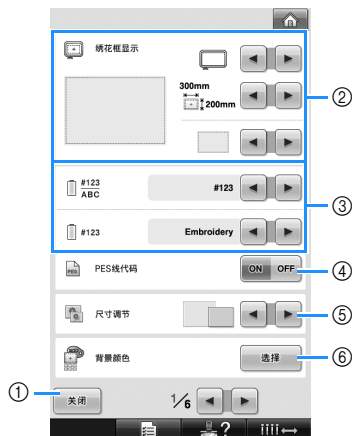 绣花框显示
300mm
200mm
②
#123
ABC
#123
③
#123
Embroidery
PES
PES线代码
ON OFF
④
尺寸调节
⑤
背景颜色
选择
⑥
①
关闭
1/6
?